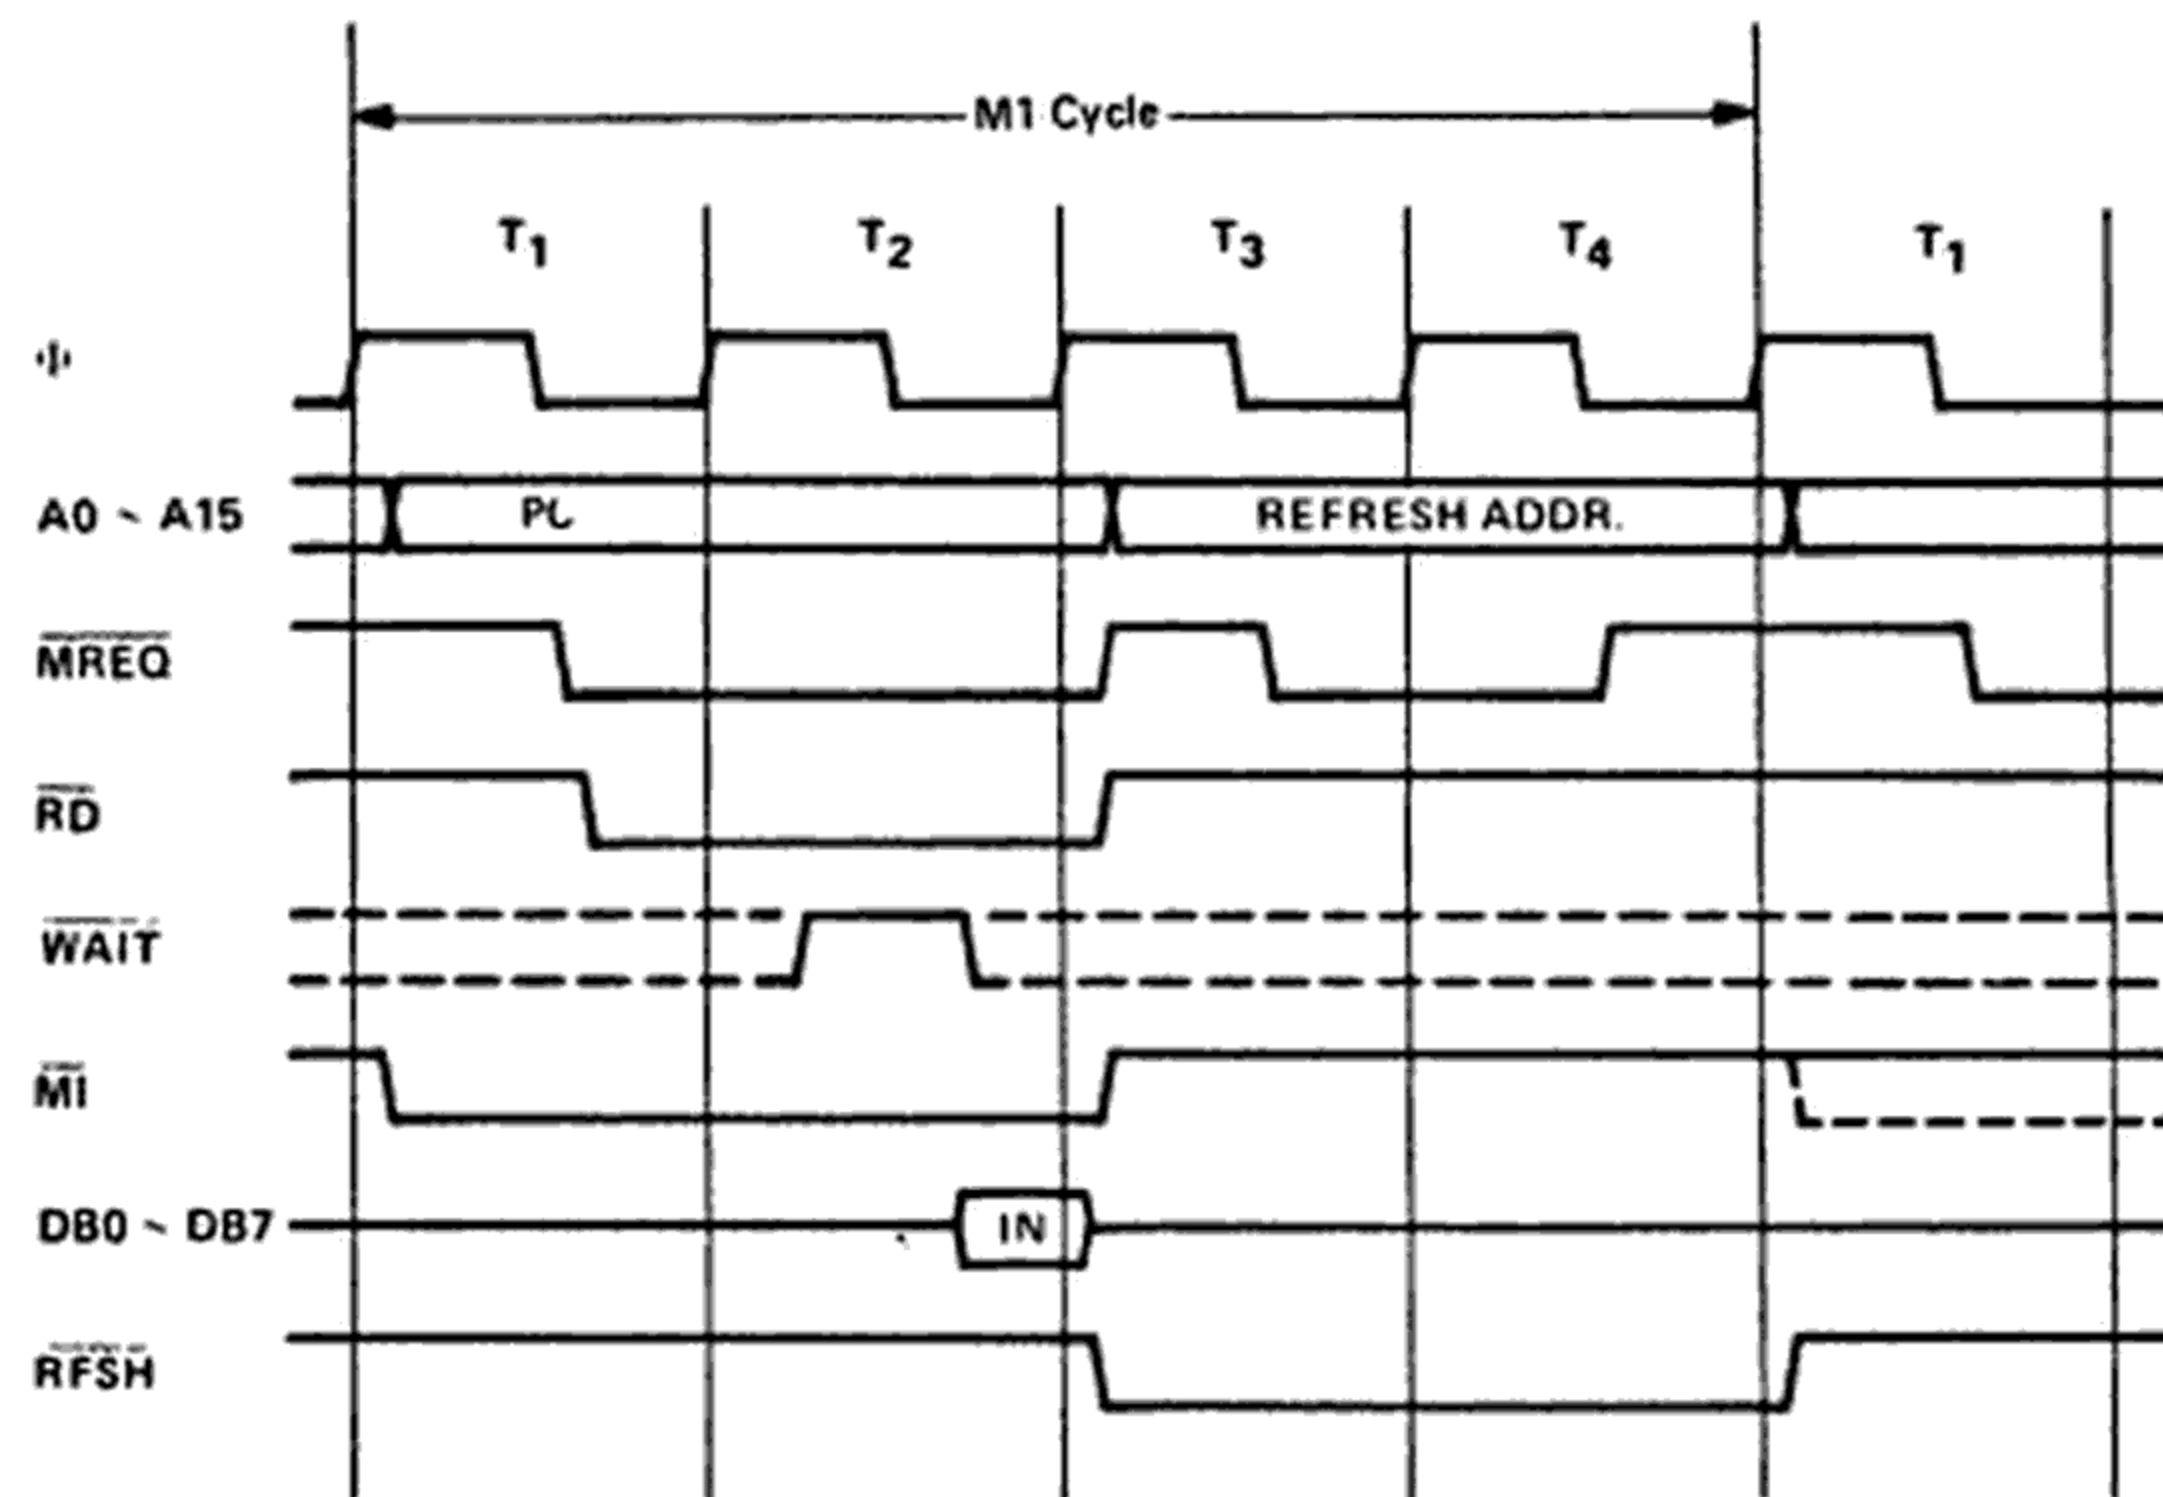 M1 Cycle
T1 T2 T3 T4 T1
Φ
A0 ~ A15 PC REFRESH ADDR.
MREQ
RD
WAIT
M1
DB0 ~ DB7 IN
RFSH